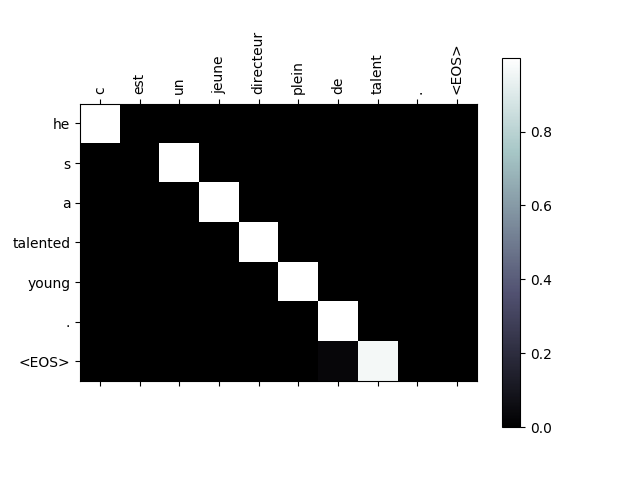 c est un jeune directeur plein de talent . <EOS>
he
s
a
talented
young
.
<EOS>
0.8
0.6
0.4
0.2
0.0